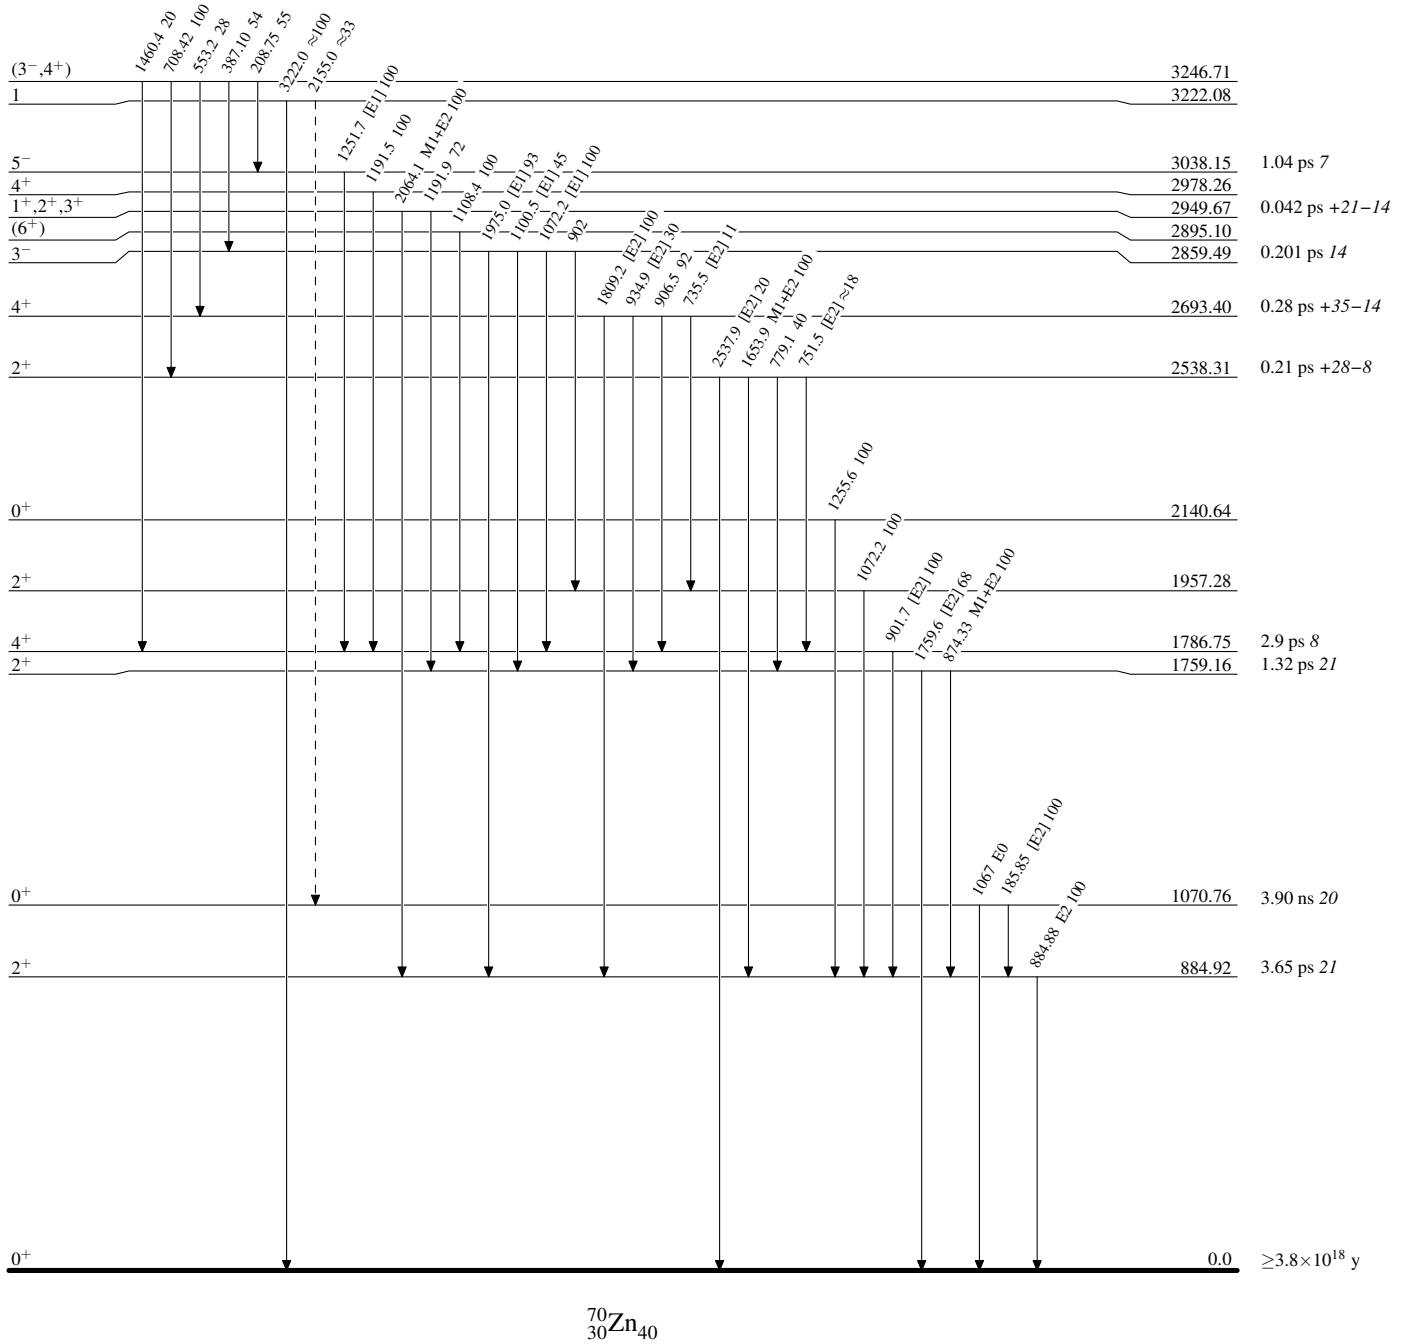 1460.4 20
708.42 100
553.2 28
387.10 54
208.75 55
3222.0 ≈100
2155.0 ≈33
1251.7 [E1] 100
1191.5 100
2064.1 M1+E2 100
1191.9 72
1108.4 100
1975.0 [E1] 93
1100.5 [E1] 45
1072.2 [E1] 100
902
1809.2 [E2] 100
934.9 [E2] 30
906.5 92
735.5 [E2] 11
2537.9 [E2] 20
1653.9 M1+E2 100
779.1 40
751.5 [E2] ≈18
1255.6 100
1072.2 100
901.7 [E2] 100
1759.6 [E2] 68
874.33 M1+E2 100
1067 E0
185.85 [E2] 100
884.88 E2 100
(3⁻,4⁺) 3246.71
1 3222.08
5⁻ 3038.15 1.04 ps 7
4⁺ 2978.26
1⁺,2⁺,3⁺ 2949.67 0.042 ps +21−14
(6⁺) 2895.10
3⁻ 2859.49 0.201 ps 14
4⁺ 2693.40 0.28 ps +35−14
2⁺ 2538.31 0.21 ps +28−8
0⁺ 2140.64
2⁺ 1957.28
4⁺ 1786.75 2.9 ps 8
2⁺ 1759.16 1.32 ps 21
0⁺ 1070.76 3.90 ns 20
2⁺ 884.92 3.65 ps 21
0⁺ 0.0 ≥3.8×10¹⁸ y
⁷⁰₃₀Zn₄₀